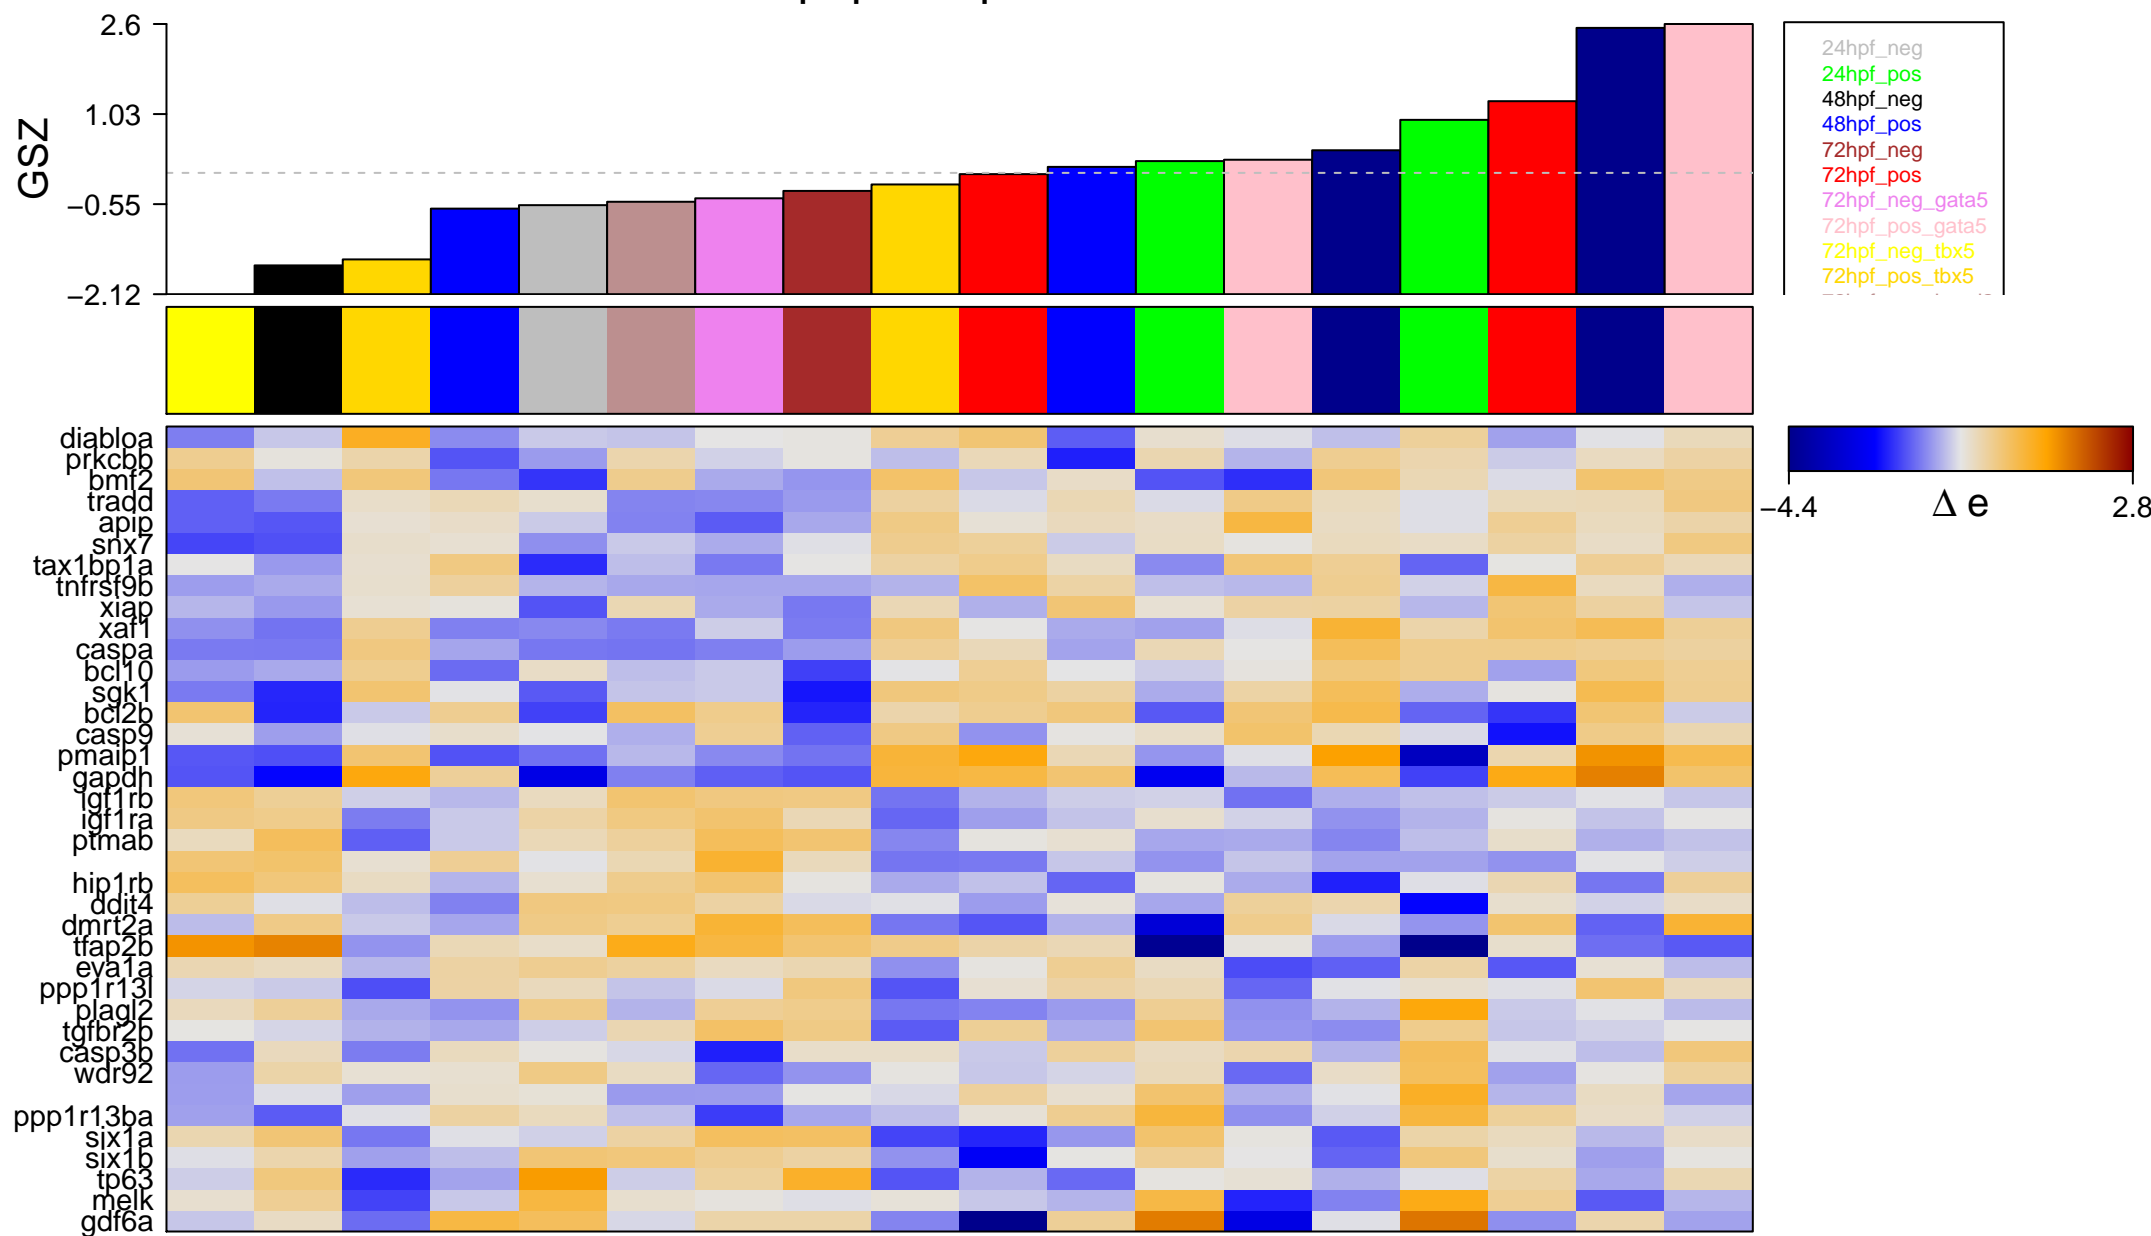 2.6
1.03
−0.55
−2.12
GSZ
24hpf_neg
24hpf_pos
48hpf_neg
48hpf_pos
72hpf_neg
72hpf_pos
72hpf_neg_gata5
72hpf_pos_gata5
72hpf_neg_tbx5
72hpf_pos_tbx5
−4.4
Δ e
2.8
diabloa
prkcbb
bmf2
tradd
apip
snx7
tax1bp1a
tnfrsf9b
xiap
xaf1
caspa
bcl10
sgk1
bcl2b
casp9
pmaip1
gapdh
igf1rb
igf1ra
ptmab
hip1rb
ddit4
dmrt2a
tfap2b
eya1a
ppp1r13l
plagl2
tgfbr2b
casp3b
wdr92
ppp1r13ba
six1a
six1b
tp63
melk
gdf6a